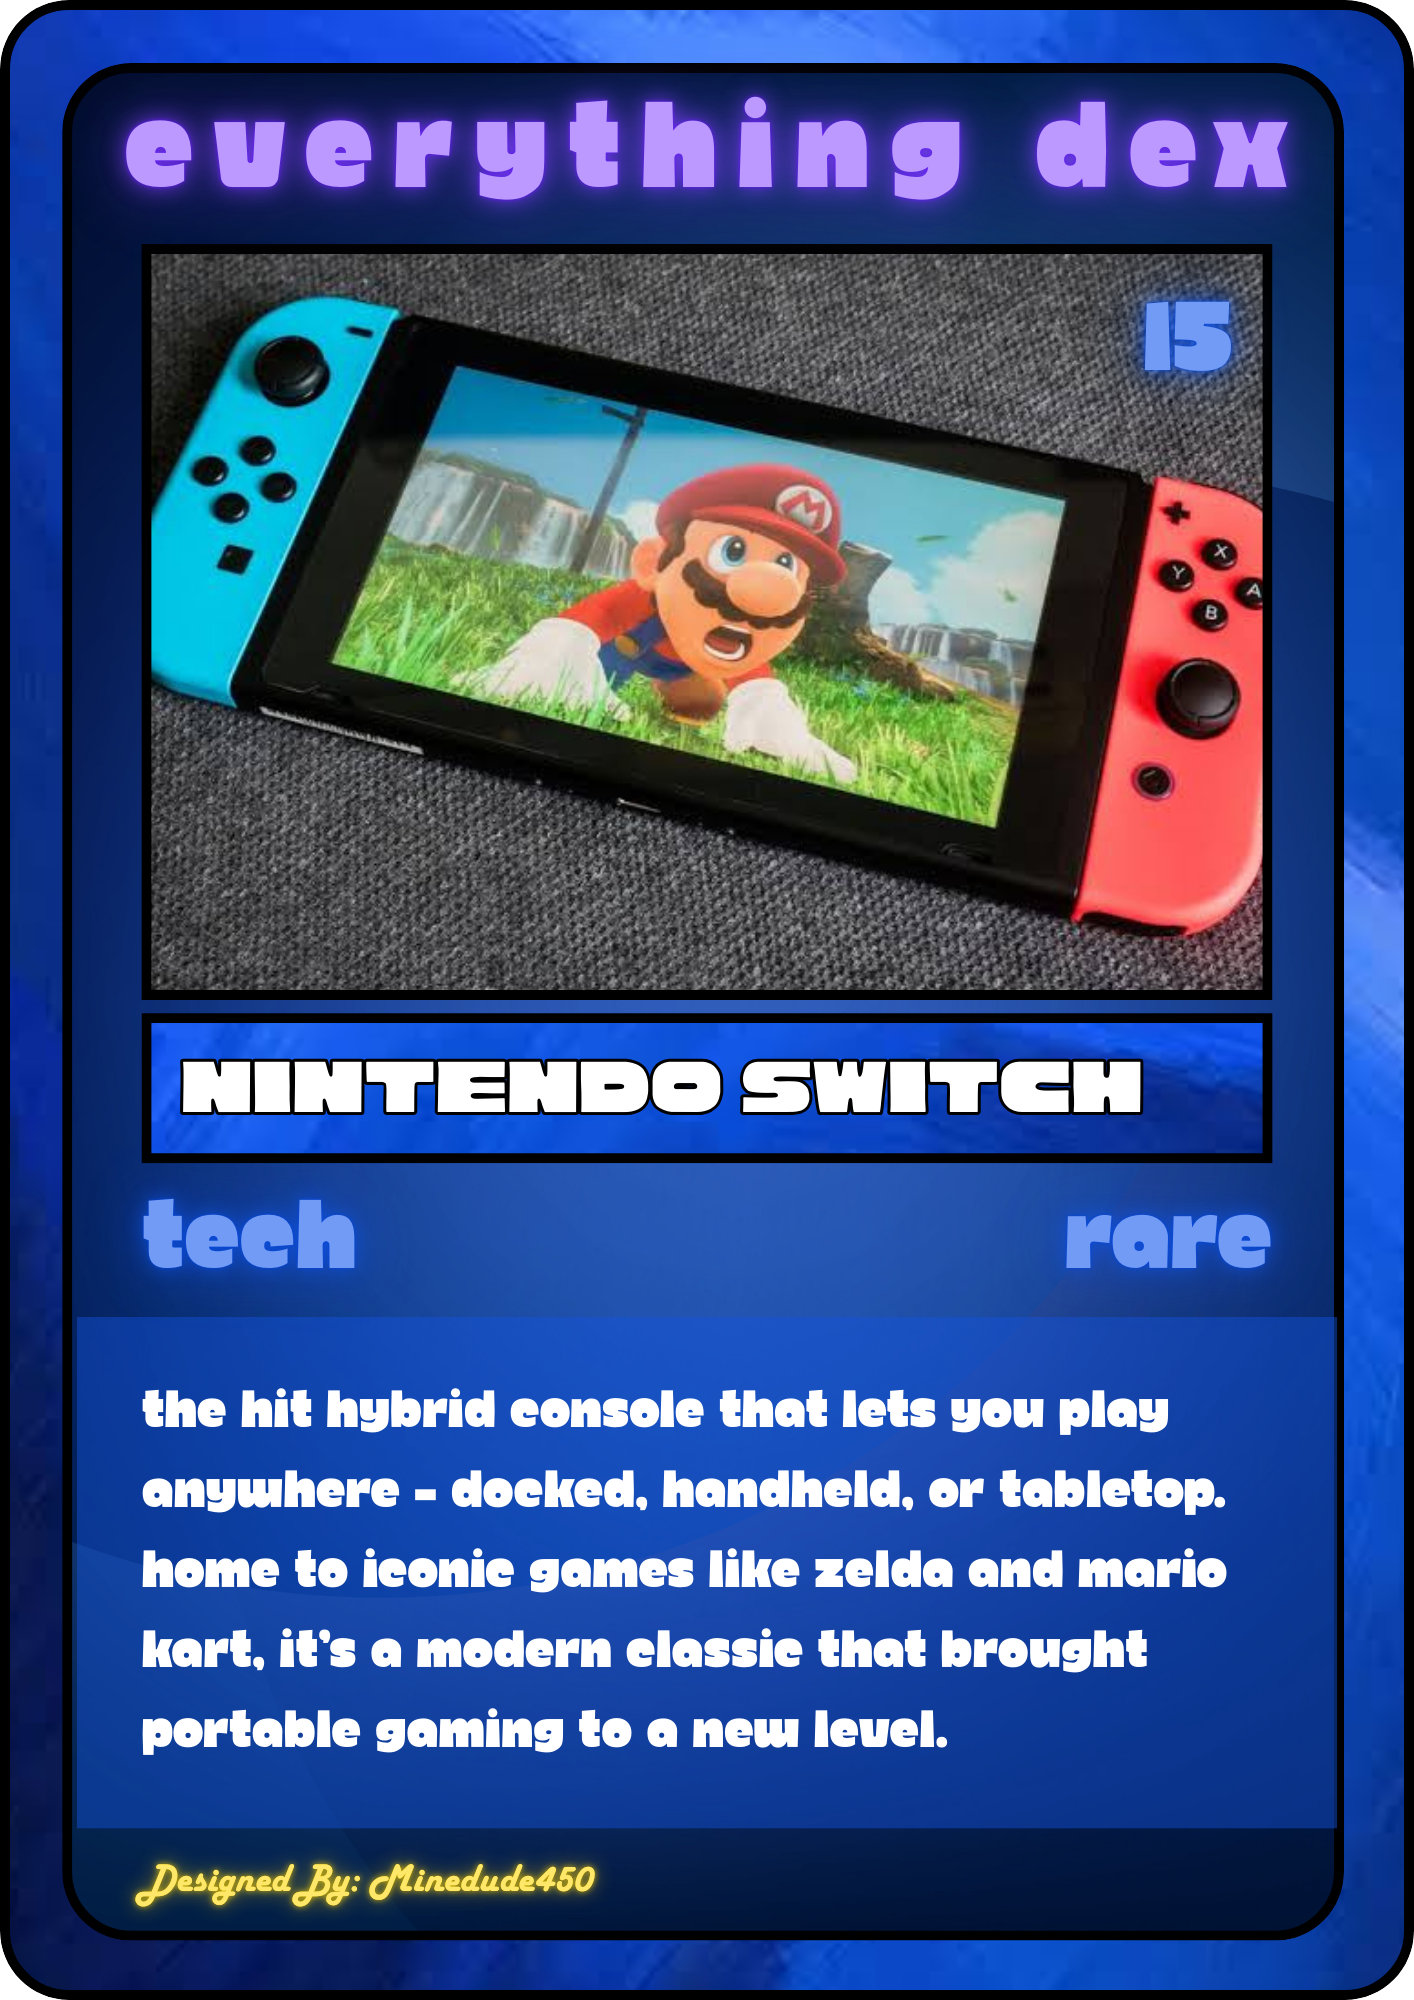 everything dex
15
M
X
Y
A
B
NINTENDO SWITCH
tech
rare
the hit hybrid console that lets you play
anywhere - docked, handheld, or tabletop.
home to iconic games like zelda and mario
kart, it's a modern classic that brought
portable gaming to a new level.
Designed By: Minedude450